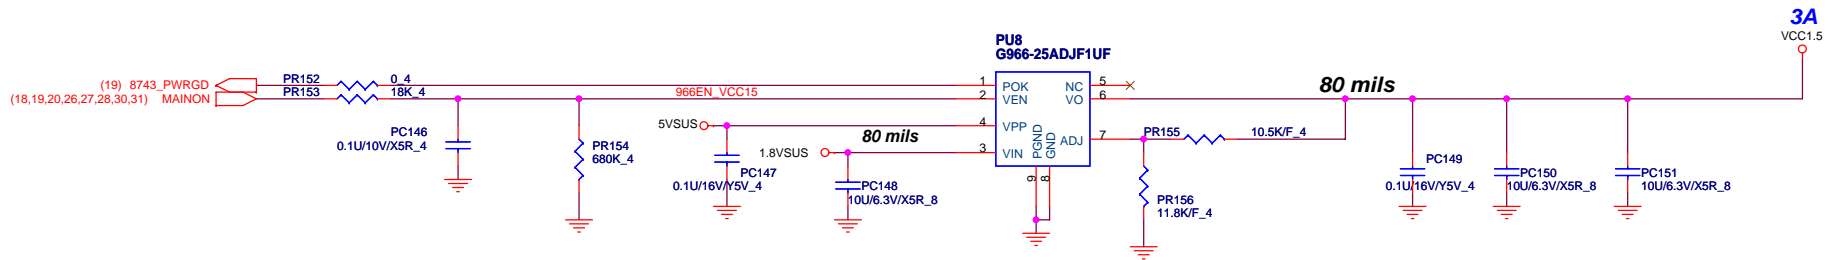 3A
VCC1.5
PU8
G966-25ADJF1UF
(19) 8743_PWRGD
PR152
0_4
1
POK
NC
5
(18,19,20,26,27,28,30,31) MAINON
PR153
18K_4
966EN_VCC15
2
VEN
VO
6
80 mils
5VSUS
4
VPP
PC146
0.1U/10V/X5R_4
PR154
680K_4
80 mils
1.8VSUS
3
VIN
PGND
GND
ADJ
7
PR155
10.5K/F_4
PC147
0.1U/16V/Y5V_4
PC148
10U/6.3V/X5R_8
9
8
PR156
11.8K/F_4
PC149
0.1U/16V/Y5V_4
PC150
10U/6.3V/X5R_8
PC151
10U/6.3V/X5R_8